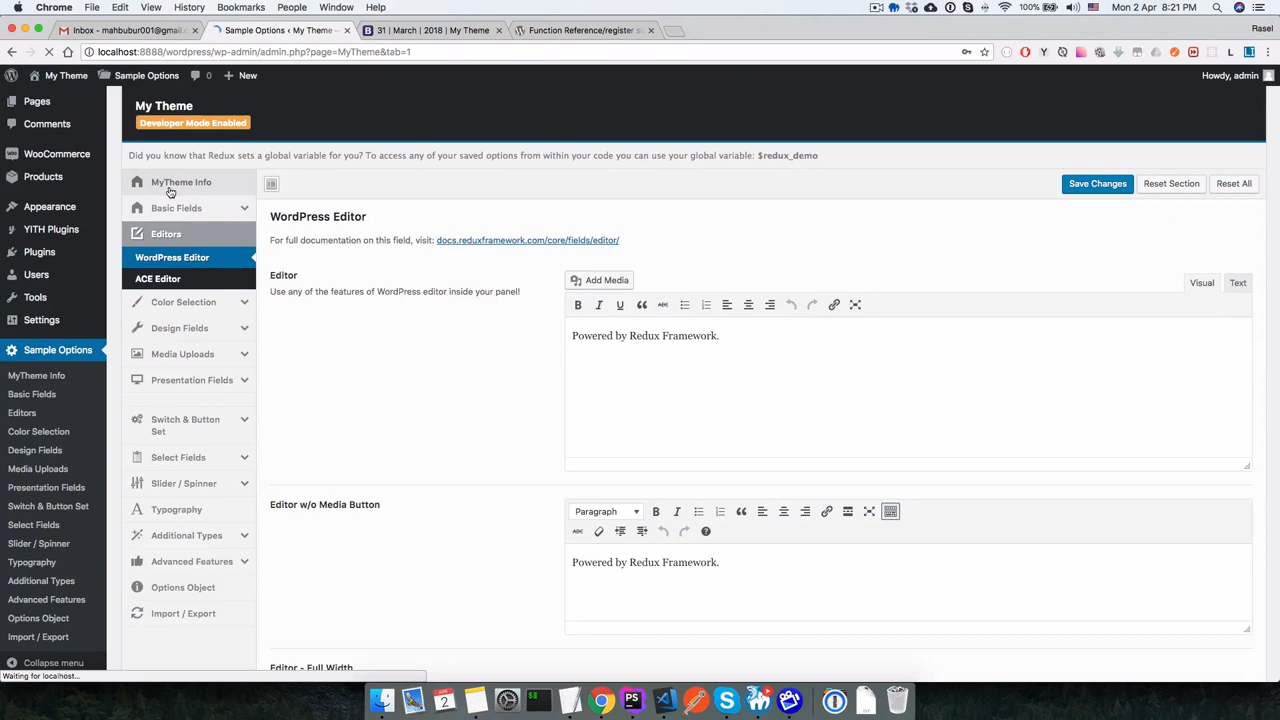 Chrome File Edit View History Bookmarks People Window Help 100% Mon 2 Apr 8:21 PM
Inbox - mahbubur001@gmail.c Sample Options ‹ My Theme — 31 | March | 2018 | My Theme Function Reference/register s Rasel
localhost:8888/wordpress/wp-admin/admin.php?page=MyTheme&tab=1
My Theme Sample Options 0 New Howdy, admin
Pages
Comments
WooCommerce
Products
Appearance
YITH Plugins
Plugins
Users
Tools
Settings
Sample Options
MyTheme Info
Basic Fields
Editors
Color Selection
Design Fields
Media Uploads
Presentation Fields
Switch & Button Set
Select Fields
Slider / Spinner
Typography
Additional Types
Advanced Features
Options Object
Import / Export
Collapse menu
Waiting for localhost...
My Theme
Developer Mode Enabled
Did you know that Redux sets a global variable for you? To access any of your saved options from within your code you can use your global variable: $redux_demo
MyTheme Info
Basic Fields
Editors
WordPress Editor
ACE Editor
Color Selection
Design Fields
Media Uploads
Presentation Fields
Switch & Button
Set
Select Fields
Slider / Spinner
Typography
Additional Types
Advanced Features
Options Object
Import / Export
Save Changes Reset Section Reset All
WordPress Editor
For full documentation on this field, visit: docs.reduxframework.com/core/fields/editor/
Editor
Use any of the features of WordPress editor inside your panel!
Add Media
Visual Text
Powered by Redux Framework.
Editor w/o Media Button
Paragraph
Powered by Redux Framework.
Editor - Full Width